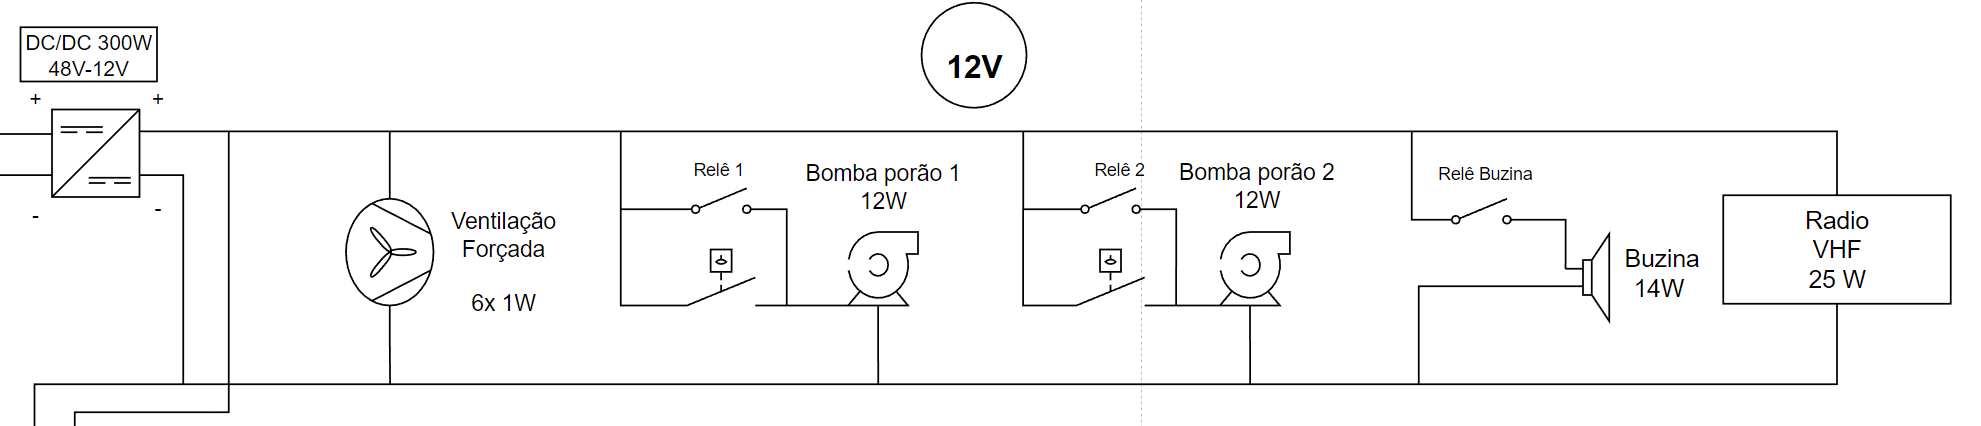 DC/DC 300W
48V-12V
+
+
-
-
12V
Ventilação
Forçada
6x 1W
Relê 1
Bomba porão 1
12W
Relê 2
Bomba porão 2
12W
Relê Buzina
Buzina
14W
Radio
VHF
25 W